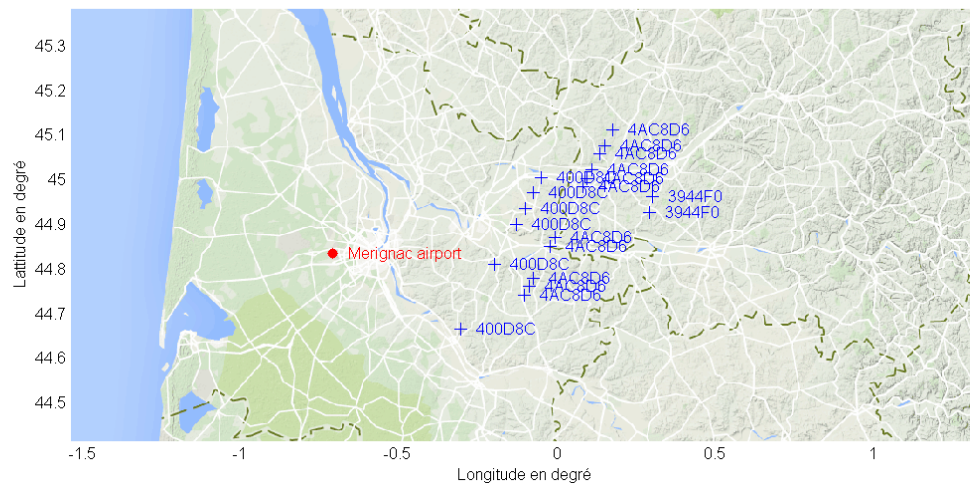 45.3
45.2
45.1
45
44.9
44.8
44.7
44.6
44.5
Lattitude en degré
4AC8D6
4AC8D6
4AC8D6
4AC8D6
400D8C
4AC8D6
4AC8D6
400D8C
3944F0
400D8C
3944F0
400D8C
4AC8D6
4AC8D6
Merignac airport
400D8C
4AC8D6
4AC8D6
4AC8D6
400D8C
-1.5
-1
-0.5
0
0.5
1
Longitude en degré